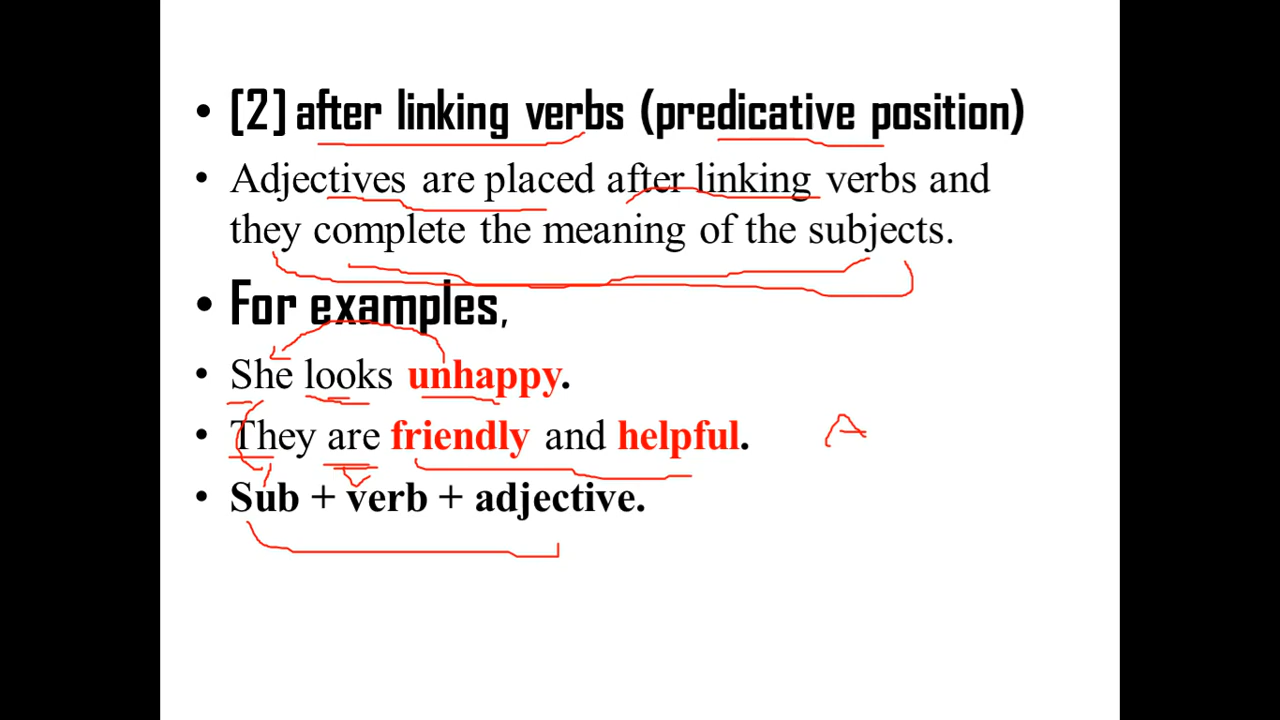 • [2] after linking verbs (predicative position)
• Adjectives are placed after linking verbs and
they complete the meaning of the subjects.
• For examples,
• She looks unhappy.
• They are friendly and helpful.
A
• Sub + verb + adjective.